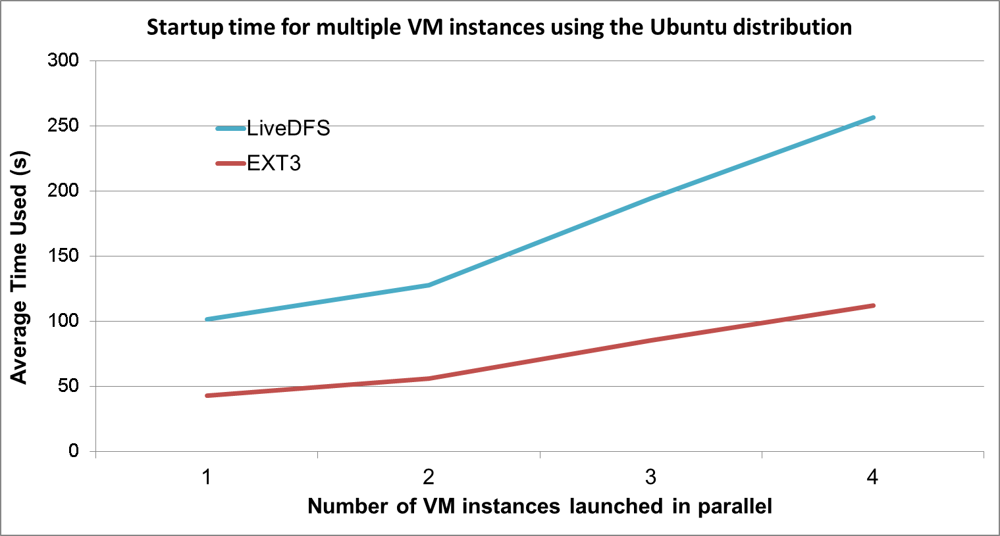 Startup time for multiple VM instances using the Ubuntu distribution
300
250
200
150
100
50
0
LiveDFS
EXT3
Average Time Used (s)
1 2 3 4
Number of VM instances launched in parallel